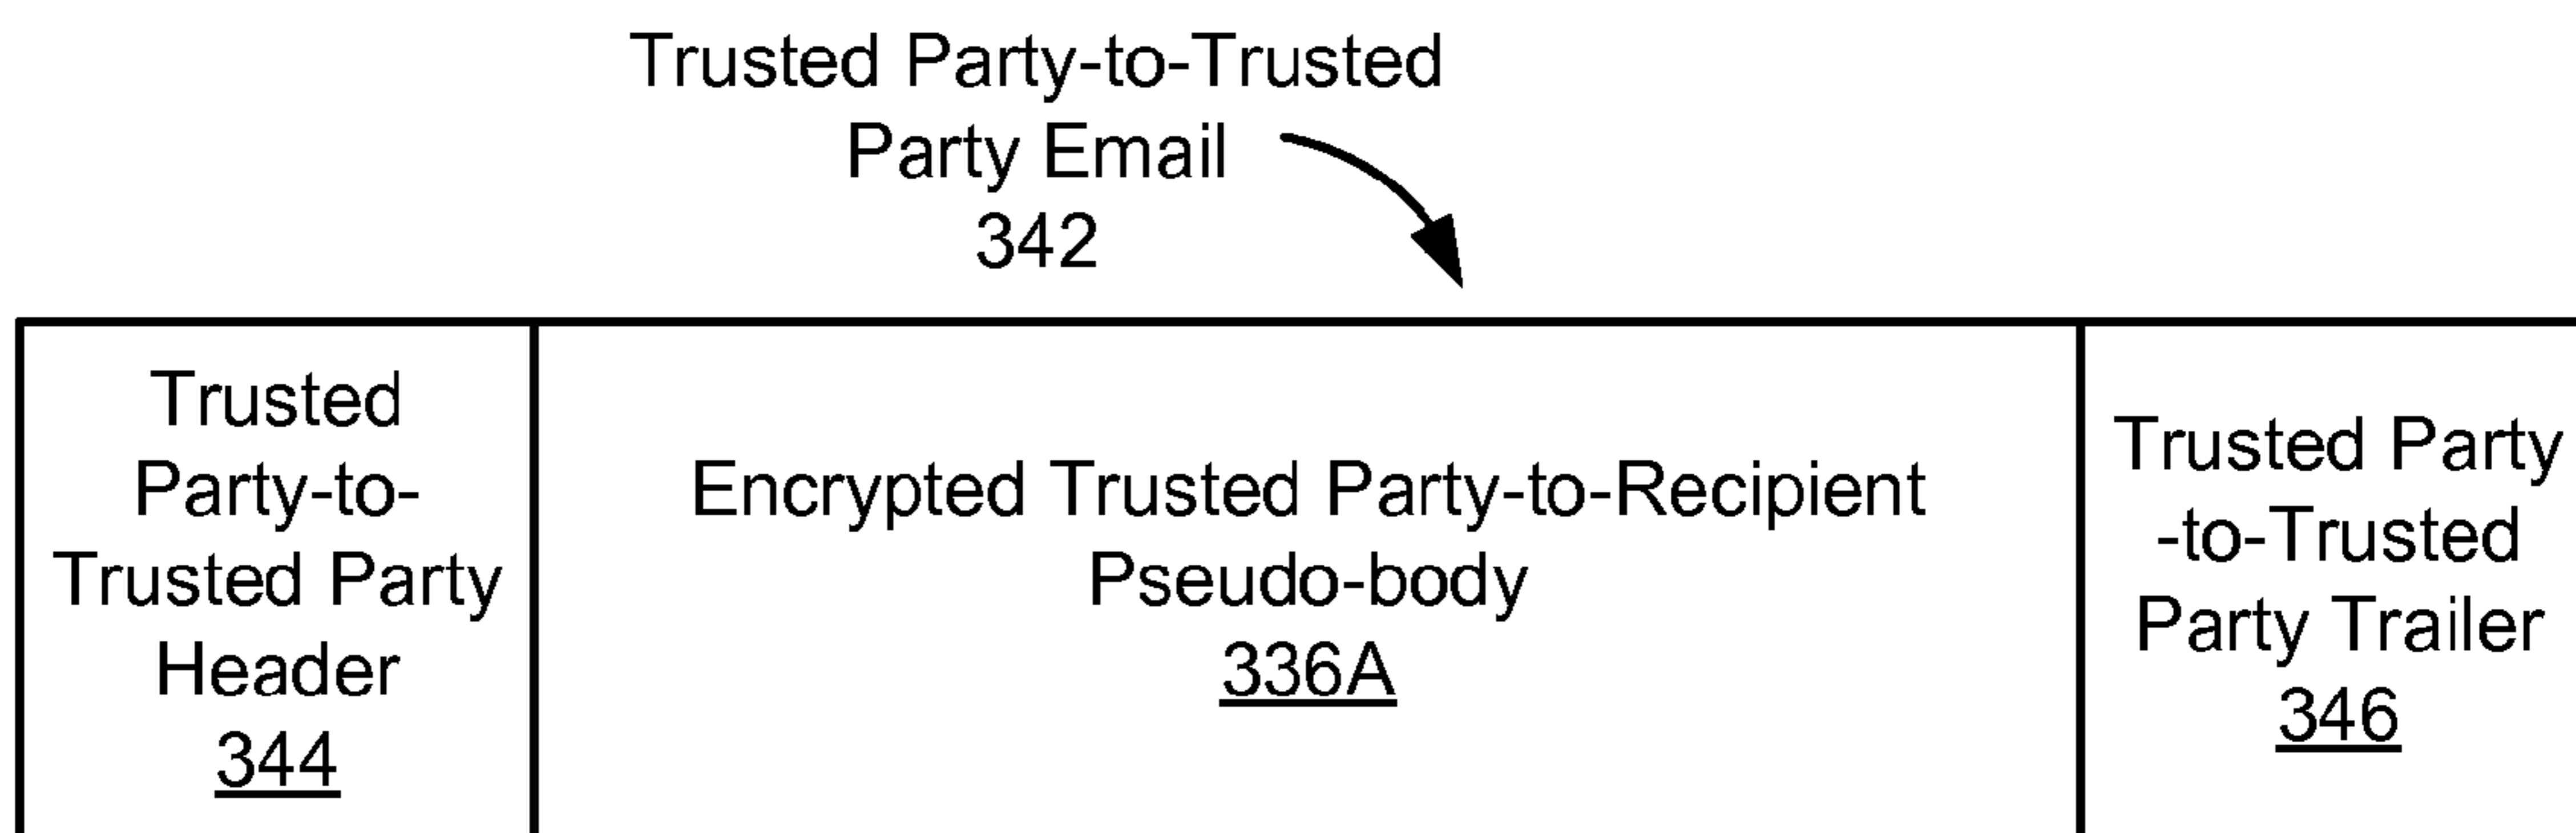 Trusted Party-to-Trusted
Party Email
342
Trusted
Party-to-
Trusted Party
Header
344
Encrypted Trusted Party-to-Recipient
Pseudo-body
336A
Trusted Party
-to-Trusted
Party Trailer
346